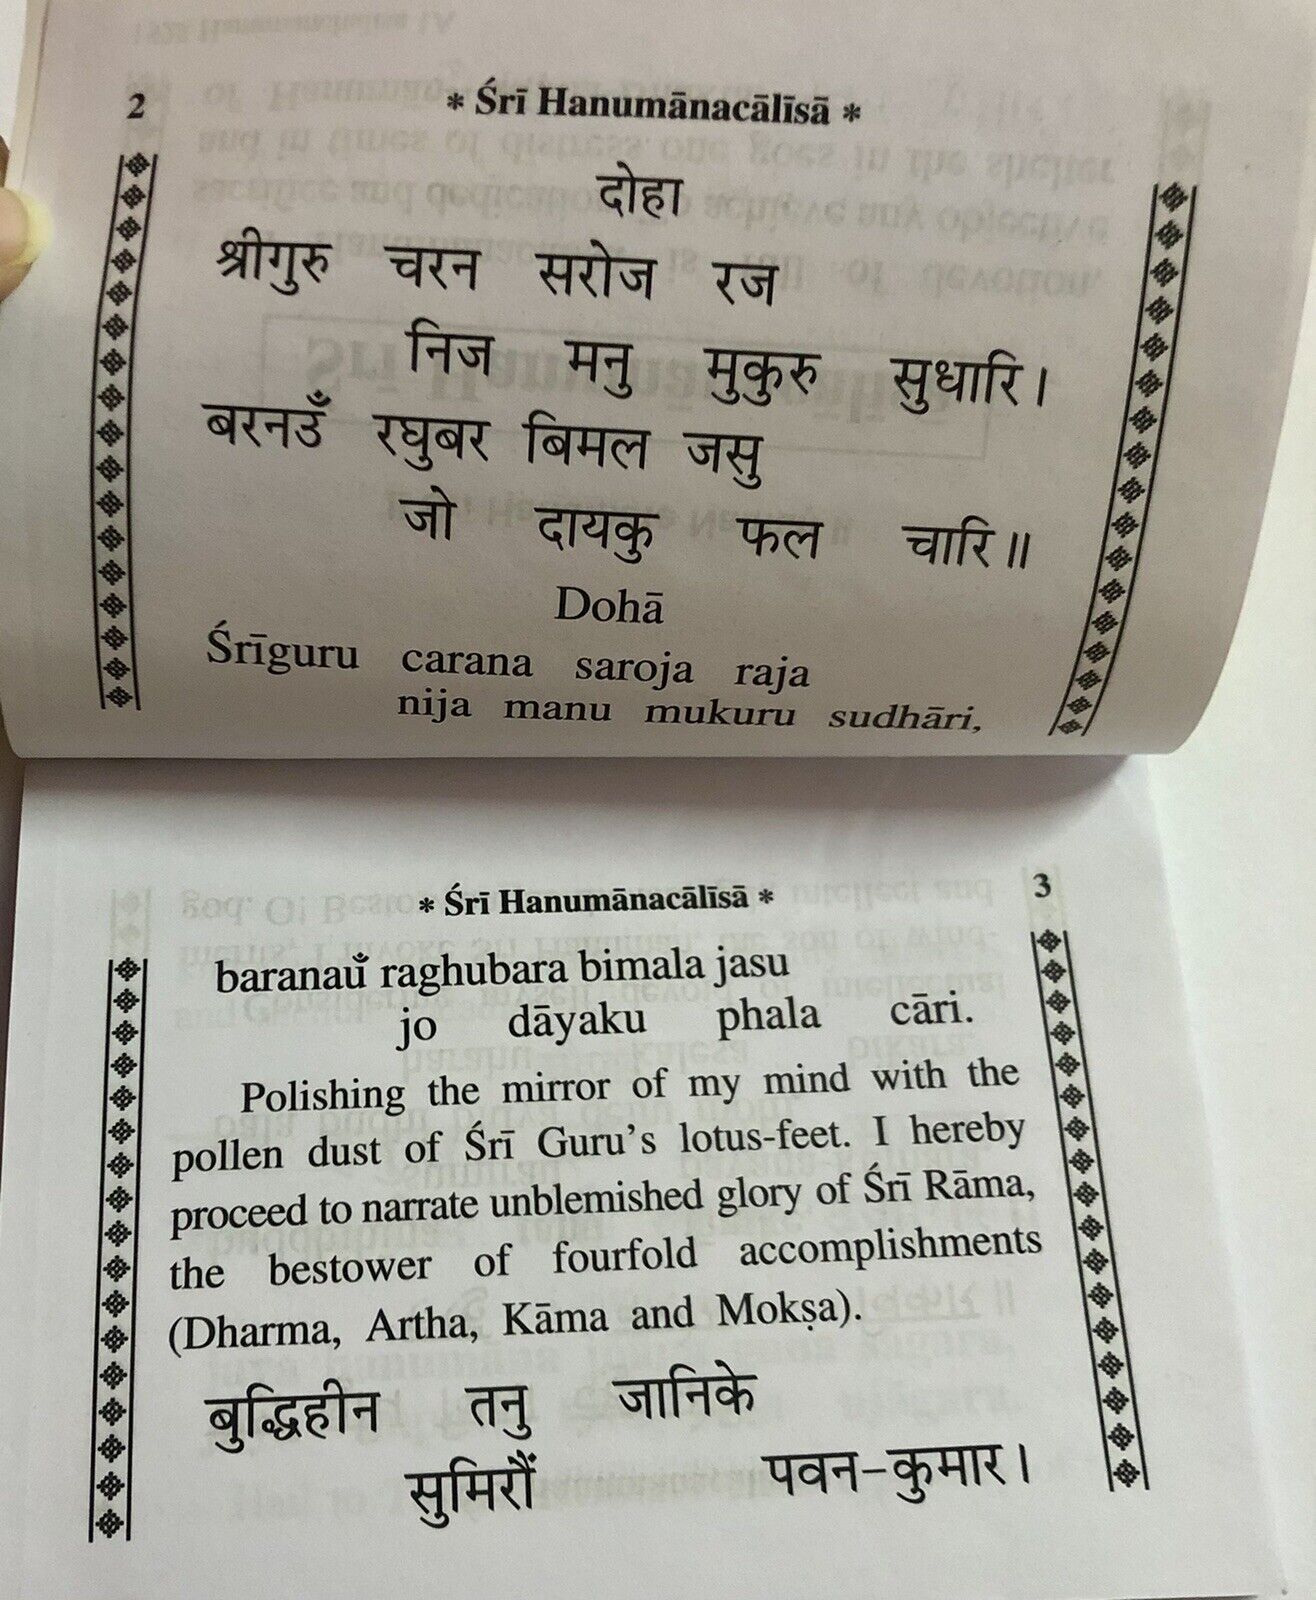 2
* Śrī Hanumānacālīsā *
दोहा
श्रीगुरु चरन सरोज रज
निज मनु मुकुरु सुधारि।
बरनउँ रघुबर बिमल जसु
जो दायकु फल चारि॥
Dohā
Śrīguru carana saroja raja
nija manu mukuru sudhāri,
* Śrī Hanumānacālīsā *
3
baranaum̐ raghubara bimala jasu
jo dāyaku phala cāri.
Polishing the mirror of my mind with the
pollen dust of Śrī Guru's lotus-feet. I hereby
proceed to narrate unblemished glory of Śrī Rāma,
the bestower of fourfold accomplishments
(Dharma, Artha, Kāma and Mokṣa).
बुद्धिहीन तनु जानिके
सुमिरौं पवन-कुमार।